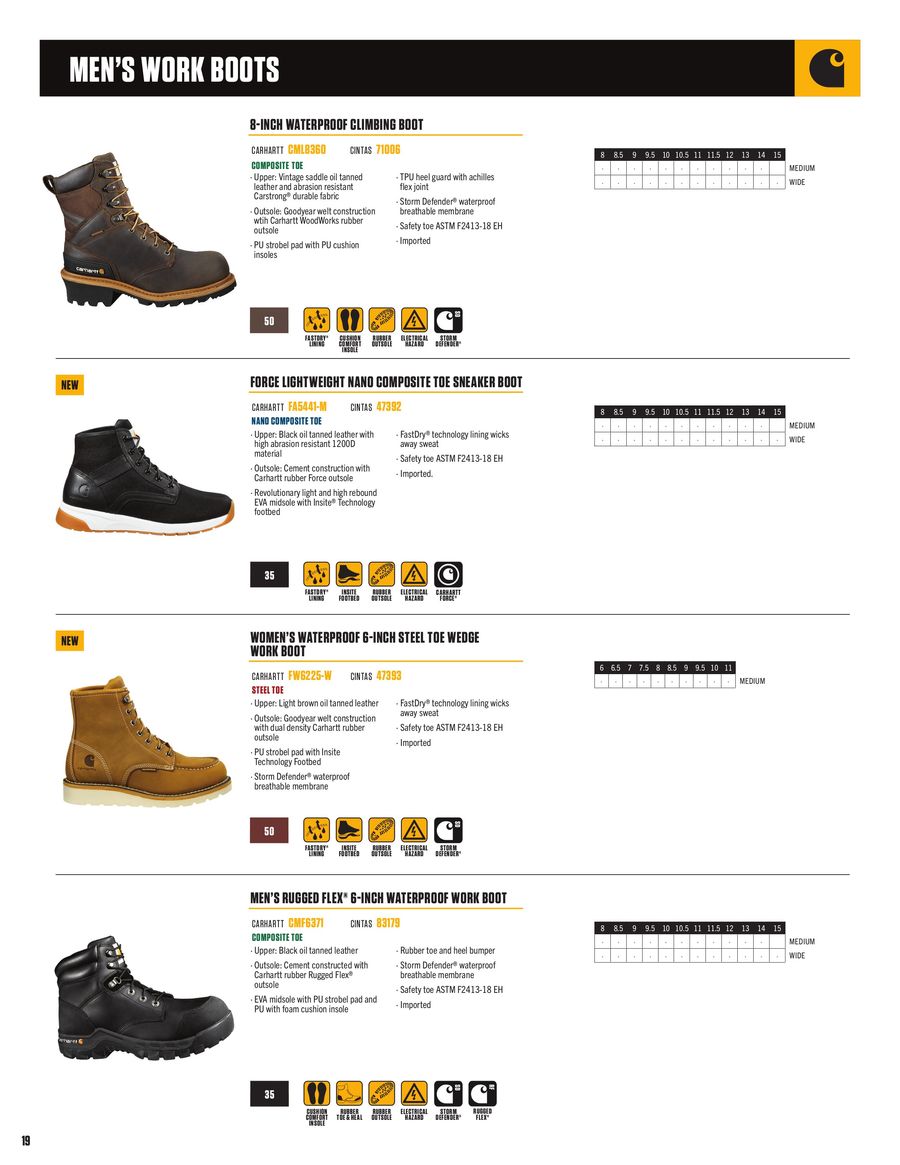 MEN'S WORK BOOTS
8-INCH WATERPROOF CLIMBING BOOT
CARHARTT CML8360 CINTAS 71006
COMPOSITE TOE
· Upper: Vintage saddle oil tanned
leather and abrasion resistant
Carstrong® durable fabric
· Outsole: Goodyear welt construction
wtih Carhartt WoodWorks rubber
outsole
· PU strobel pad with PU cushion
insoles
· TPU heel guard with achilles
flex joint
· Storm Defender® waterproof
breathable membrane
· Safety toe ASTM F2413-18 EH
· Imported
8 8.5 9 9.5 10 10.5 11 11.5 12 13 14 15
MEDIUM
WIDE
carhartt
50
FASTDRY®
LINING
CUSHION
COMFORT
INSOLE
RUBBER
OUTSOLE
ELECTRICAL
HAZARD
STORM
DEFENDER®
NEW
FORCE LIGHTWEIGHT NANO COMPOSITE TOE SNEAKER BOOT
CARHARTT FA5441-M CINTAS 47392
NANO COMPOSITE TOE
· Upper: Black oil tanned leather with
high abrasion resistant 1200D
material
· Outsole: Cement construction with
Carhartt rubber Force outsole
· Revolutionary light and high rebound
EVA midsole with Insite® Technology
footbed
· FastDry® technology lining wicks
away sweat
· Safety toe ASTM F2413-18 EH
· Imported.
8 8.5 9 9.5 10 10.5 11 11.5 12 13 14 15
MEDIUM
WIDE
35
FASTDRY®
LINING
INSITE
FOOTBED
RUBBER
OUTSOLE
ELECTRICAL
HAZARD
CARHARTT
FORCE®
NEW
WOMEN'S WATERPROOF 6-INCH STEEL TOE WEDGE
WORK BOOT
CARHARTT FW6225-W CINTAS 47393
STEEL TOE
· Upper: Light brown oil tanned leather
· Outsole: Goodyear welt construction
with dual density Carhartt rubber
outsole
· PU strobel pad with Insite
Technology Footbed
· Storm Defender® waterproof
breathable membrane
· FastDry® technology lining wicks
away sweat
· Safety toe ASTM F2413-18 EH
· Imported
6 6.5 7 7.5 8 8.5 9 9.5 10 11
MEDIUM
50
FASTDRY®
LINING
INSITE
FOOTBED
RUBBER
OUTSOLE
ELECTRICAL
HAZARD
STORM
DEFENDER®
MEN'S RUGGED FLEX® 6-INCH WATERPROOF WORK BOOT
CARHARTT CMF6371 CINTAS 83179
COMPOSITE TOE
· Upper: Black oil tanned leather
· Outsole: Cement constructed with
Carhartt rubber Rugged Flex®
outsole
· EVA midsole with PU strobel pad and
PU with foam cushion insole
· Rubber toe and heel bumper
· Storm Defender® waterproof
breathable membrane
· Safety toe ASTM F2413-18 EH
· Imported
8 8.5 9 9.5 10 10.5 11 11.5 12 13 14 15
MEDIUM
WIDE
35
CUSHION
COMFORT
INSOLE
RUBBER
TOE & HEAL
RUBBER
OUTSOLE
ELECTRICAL
HAZARD
STORM
DEFENDER®
RUGGED
FLEX®
19